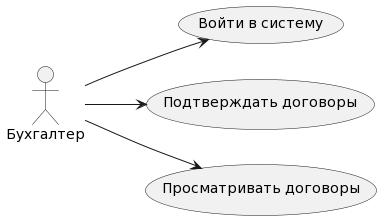 Войти в систему
Подтверждать договоры
Бухгалтер
Просматривать договоры